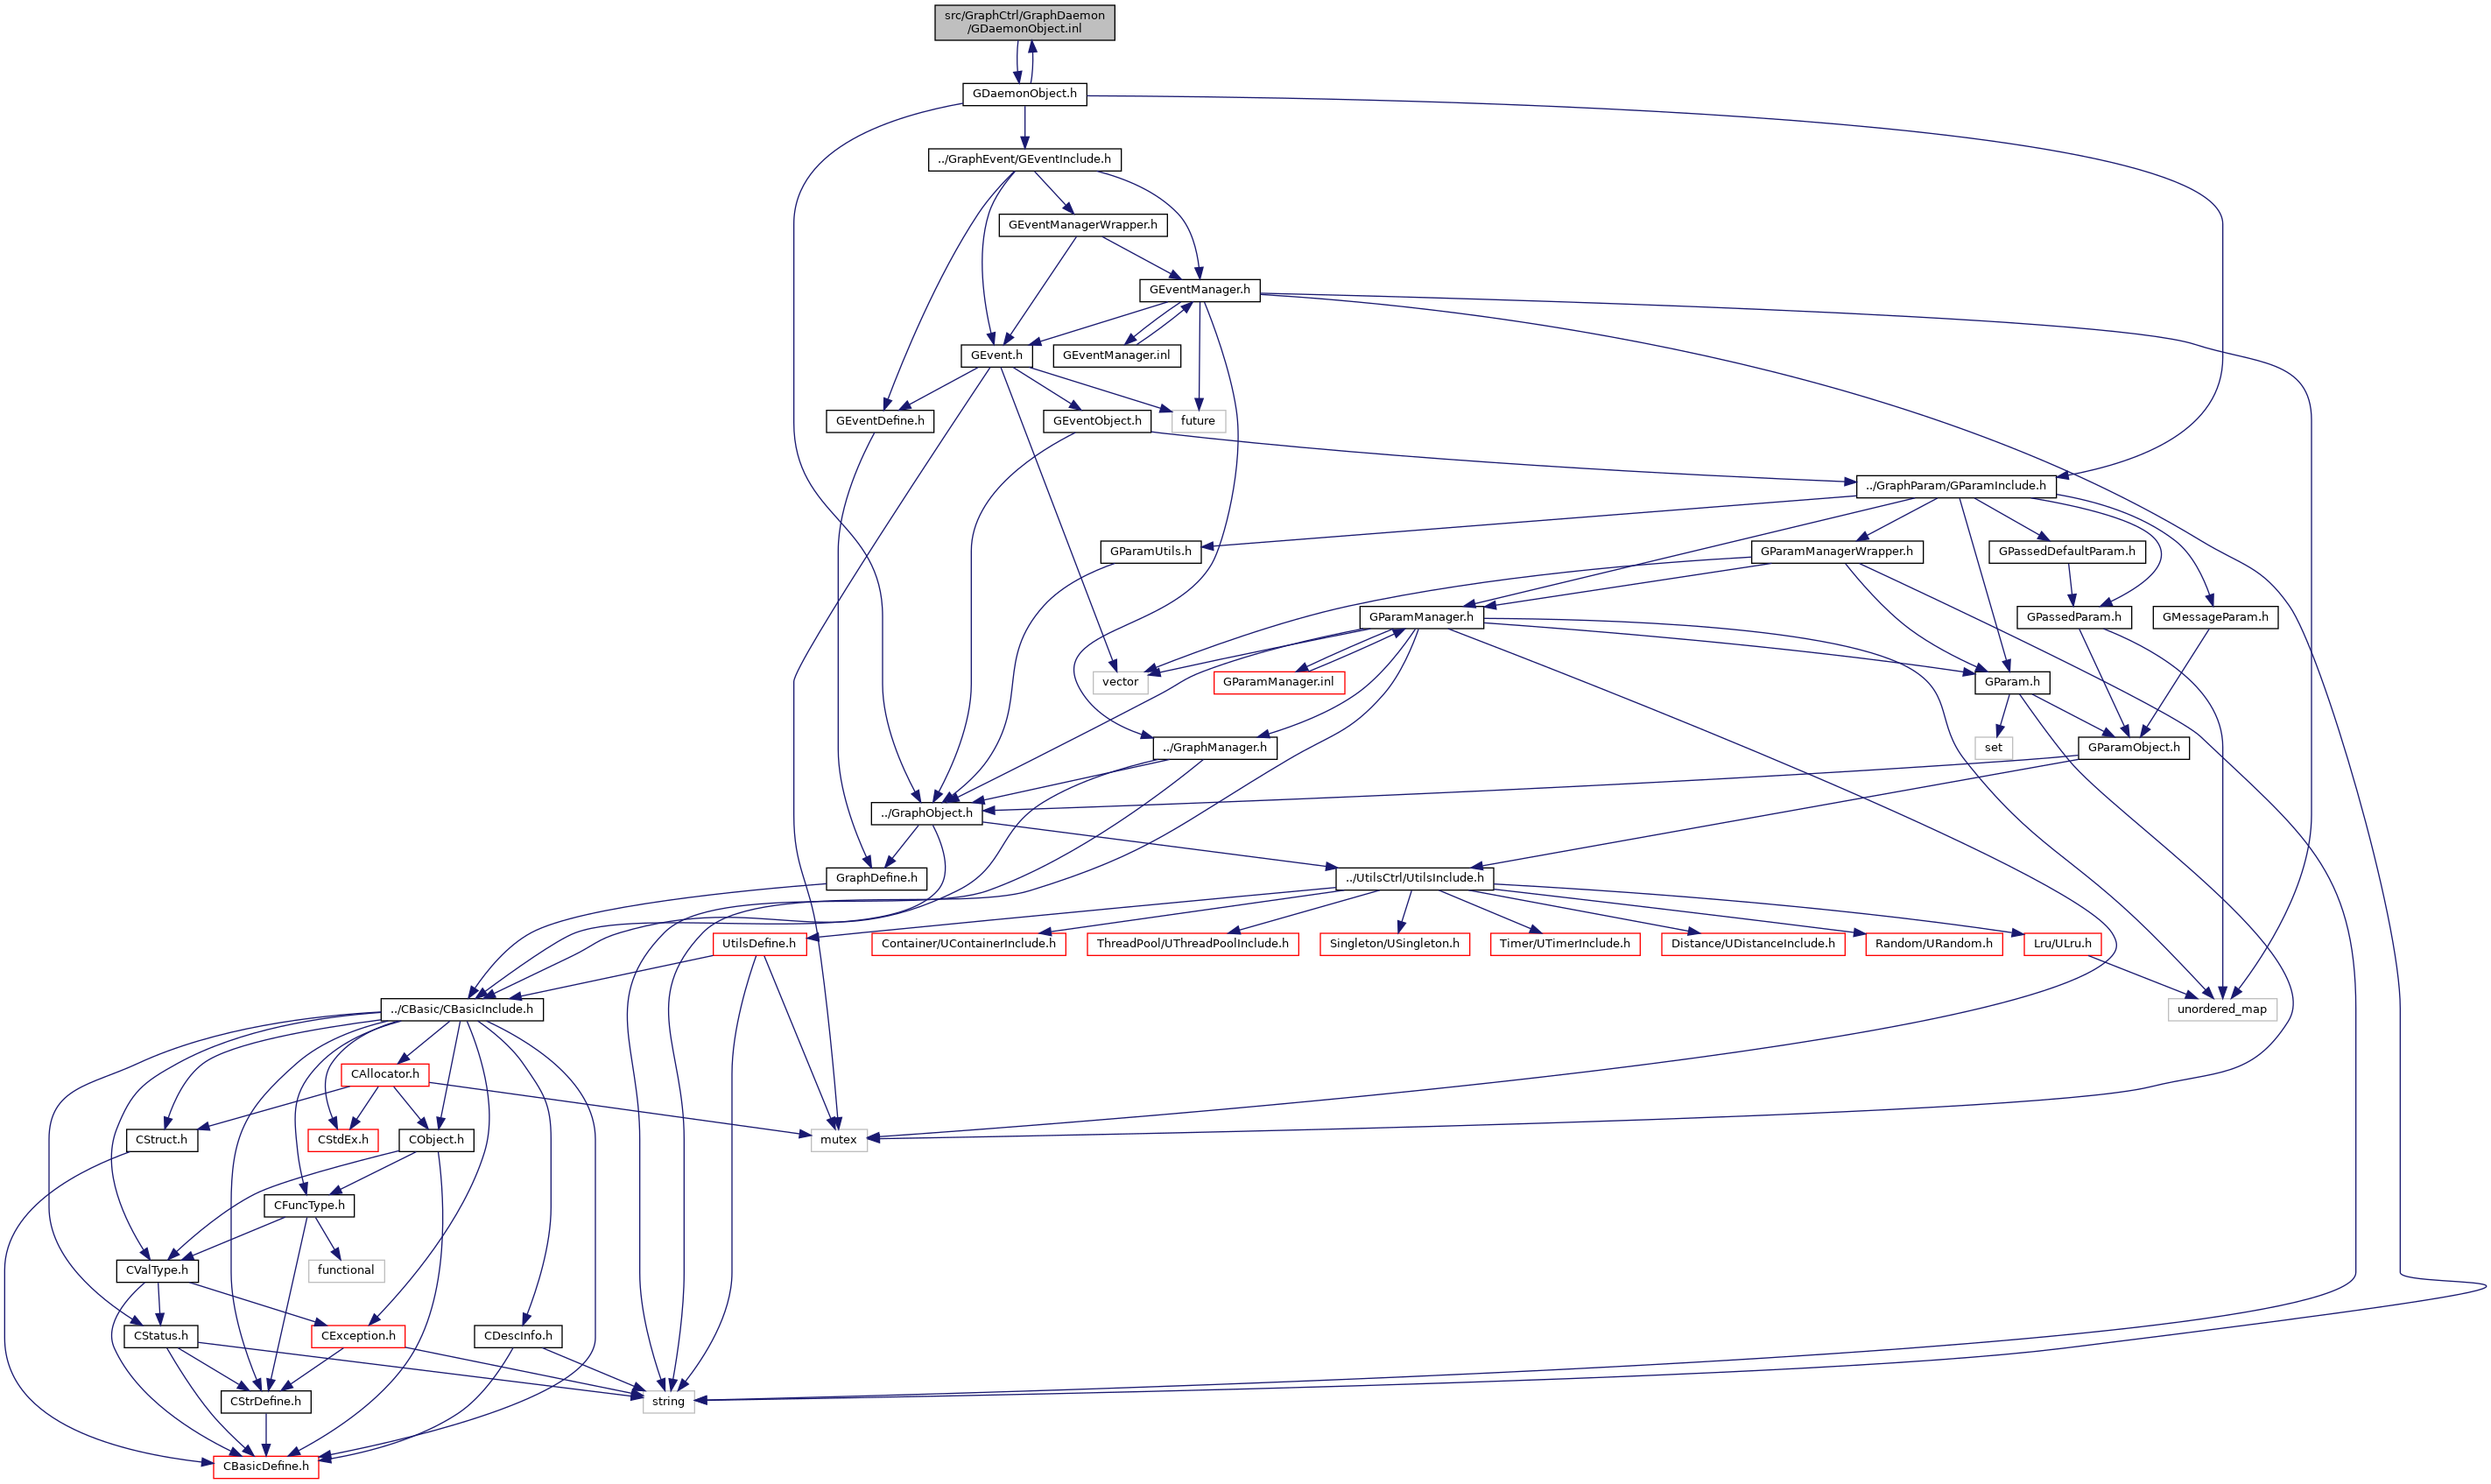 src/GraphCtrl/GraphDaemon
/GDaemonObject.inl
GDaemonObject.h
../GraphEvent/GEventInclude.h
GEventManagerWrapper.h
GEventManager.h
GEvent.h
GEventManager.inl
GEventDefine.h
GEventObject.h
future
../GraphParam/GParamInclude.h
GParamUtils.h
GParamManagerWrapper.h
GPassedDefaultParam.h
GParamManager.h
GPassedParam.h
GMessageParam.h
vector
GParamManager.inl
GParam.h
../GraphManager.h
set
GParamObject.h
../GraphObject.h
GraphDefine.h
../UtilsCtrl/UtilsInclude.h
UtilsDefine.h
Container/UContainerInclude.h
ThreadPool/UThreadPoolInclude.h
Singleton/USingleton.h
Timer/UTimerInclude.h
Distance/UDistanceInclude.h
Random/URandom.h
Lru/ULru.h
../CBasic/CBasicInclude.h
unordered_map
CAllocator.h
CStruct.h
CStdEx.h
CObject.h
mutex
CFuncType.h
CValType.h
functional
CStatus.h
CException.h
CDescInfo.h
CStrDefine.h
string
CBasicDefine.h